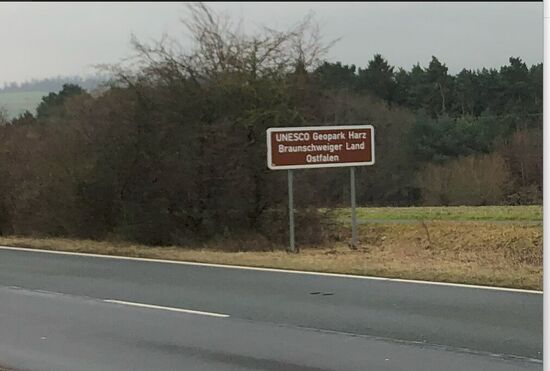 UNESCO Geopark Harz
Braunschweiger Land
Ostfalen